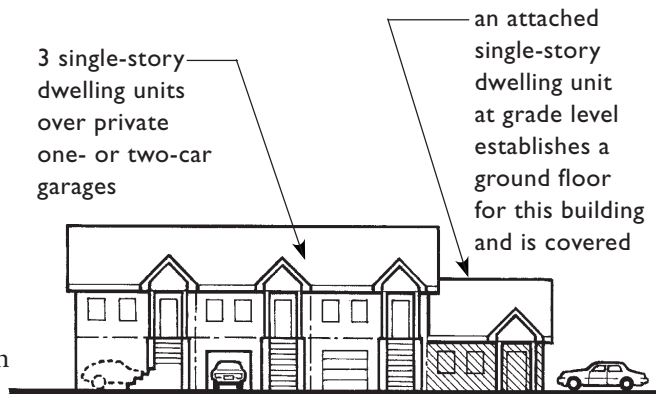 3 single-story
dwelling units
over private
one- or two-car
garages
an attached
single-story
dwelling unit
at grade level
establishes a
ground floor
for this building
and is covered